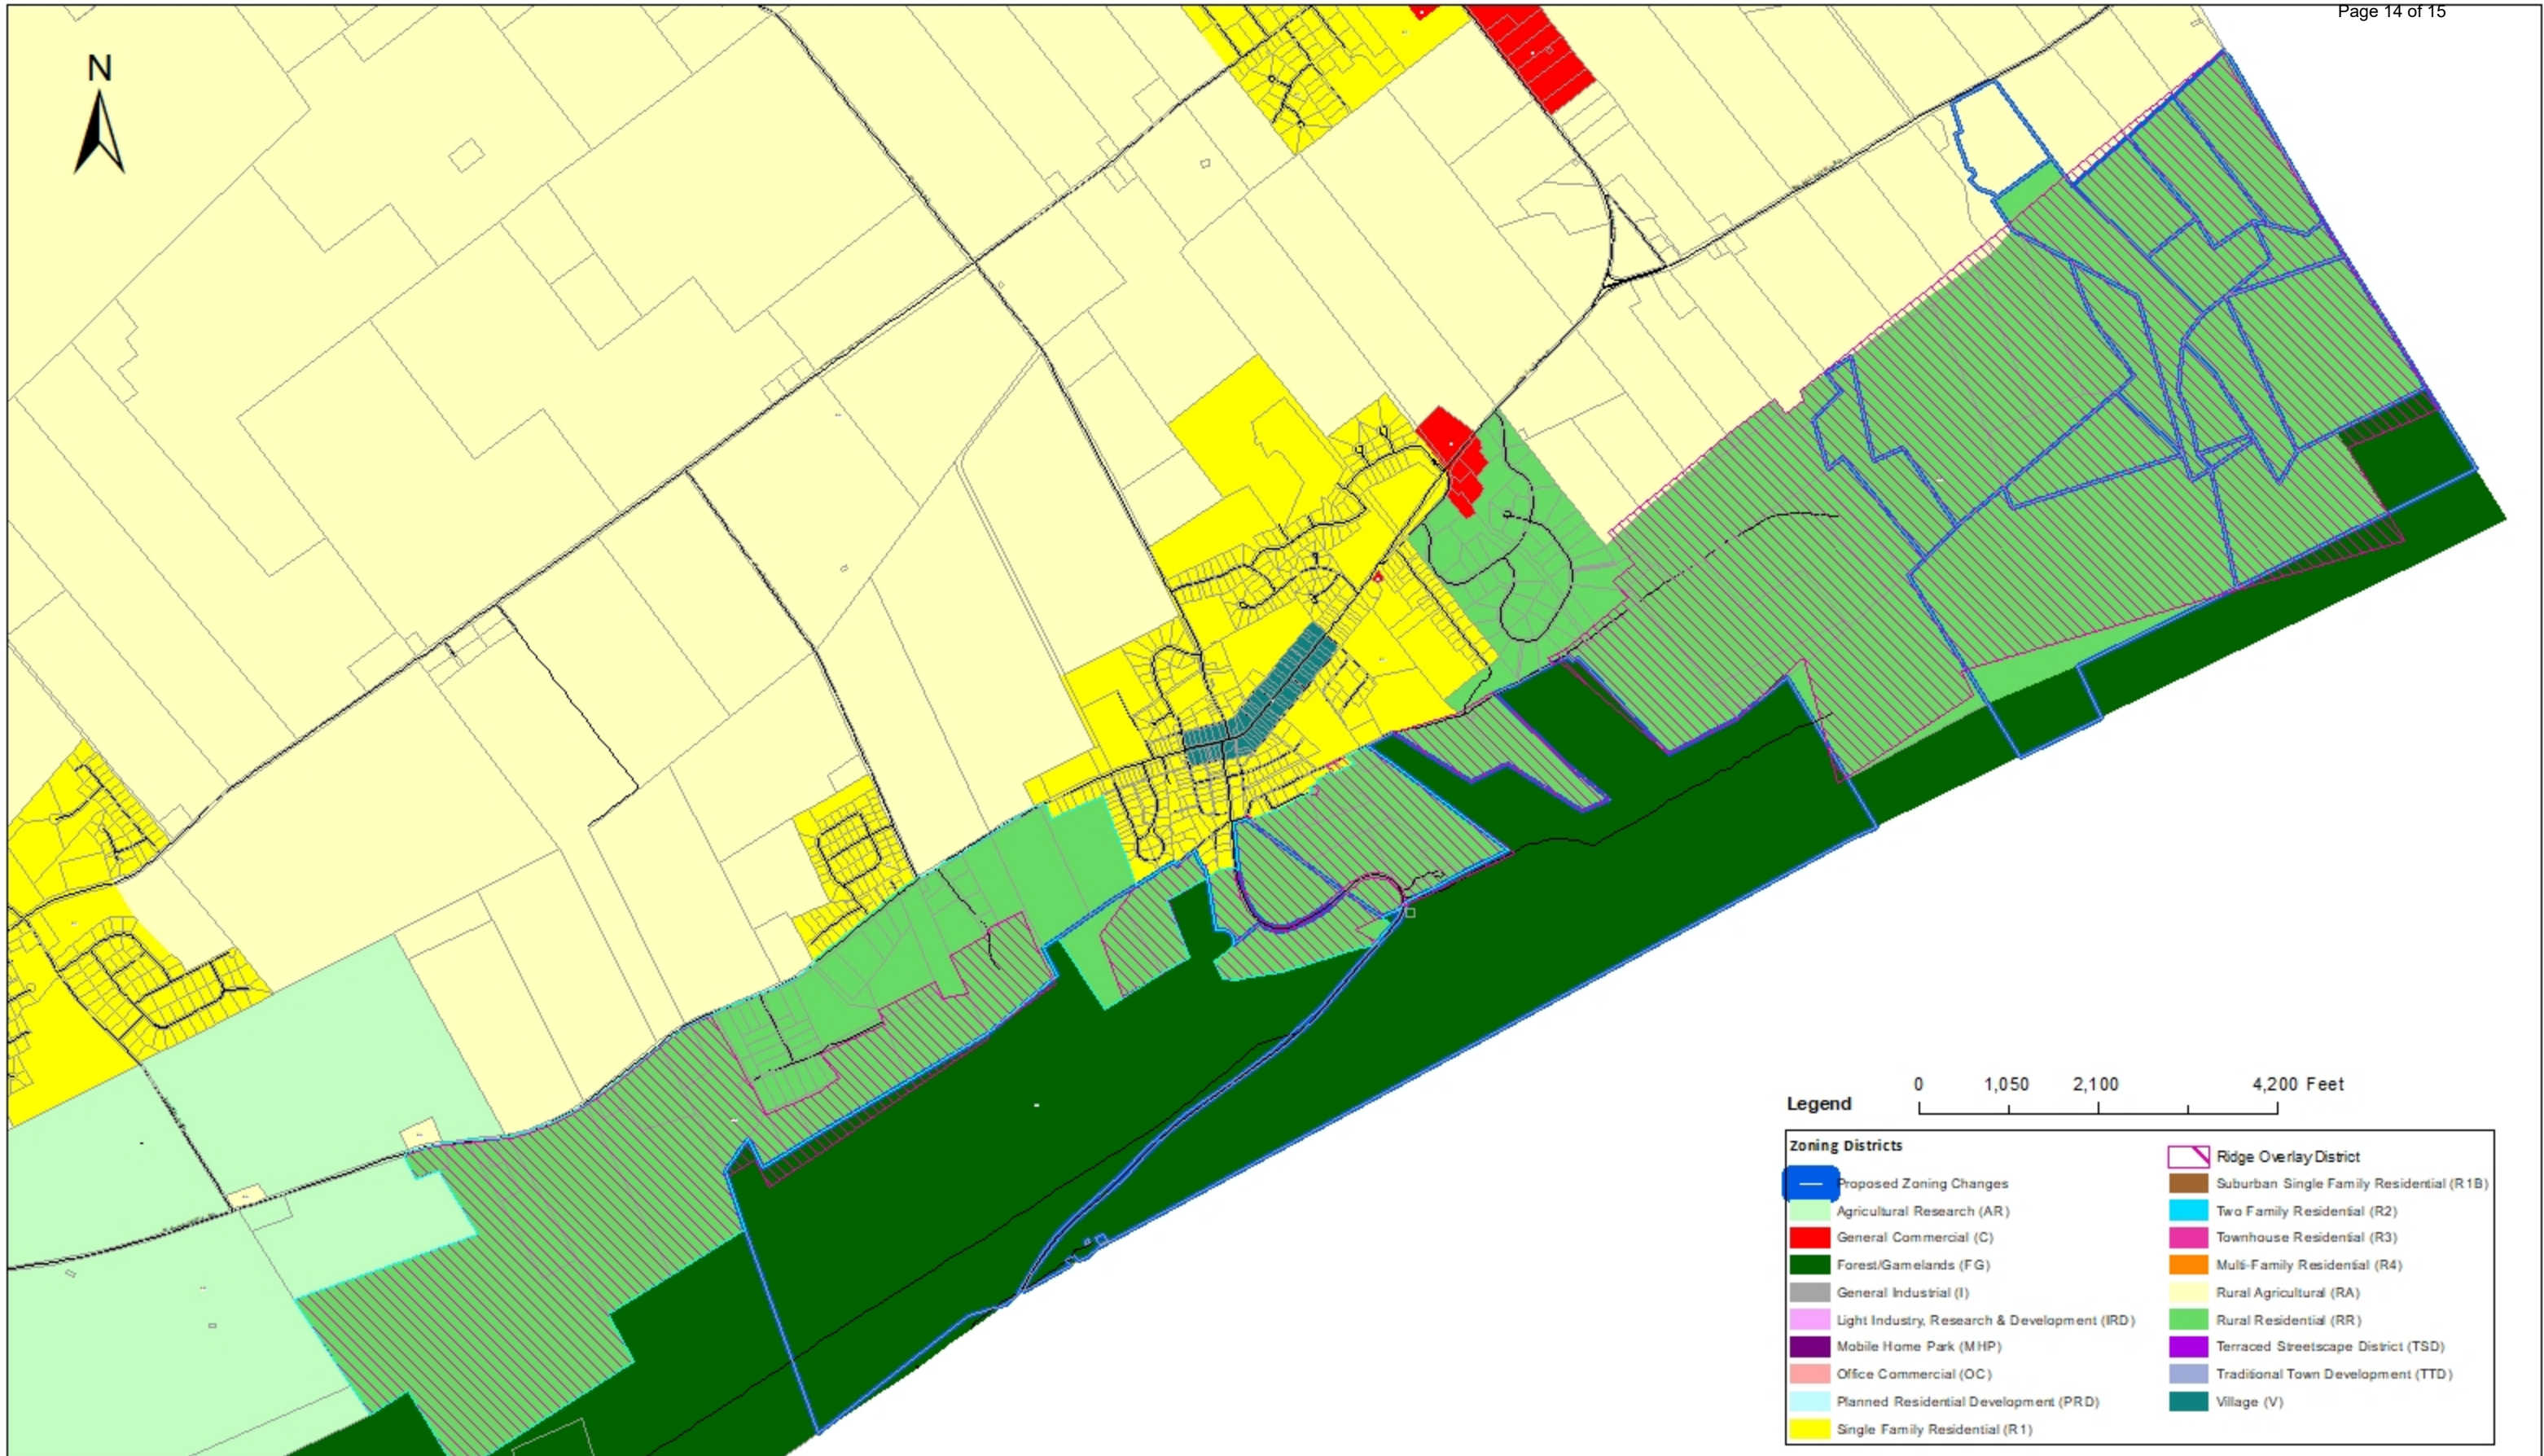 Page 14 of 15
N
0 1,050 2,100 4,200 Feet
Legend
Zoning Districts
Proposed Zoning Changes
Agricultural Research (AR)
General Commercial (C)
Forest/Gamelands (FG)
General Industrial (I)
Light Industry, Research & Development (IRD)
Mobile Home Park (MHP)
Office Commercial (OC)
Planned Residential Development (PRD)
Single Family Residential (R1)
Ridge Overlay District
Suburban Single Family Residential (R1B)
Two Family Residential (R2)
Townhouse Residential (R3)
Multi-Family Residential (R4)
Rural Agricultural (RA)
Rural Residential (RR)
Terraced Streetscape District (TSD)
Traditional Town Development (TTD)
Village (V)